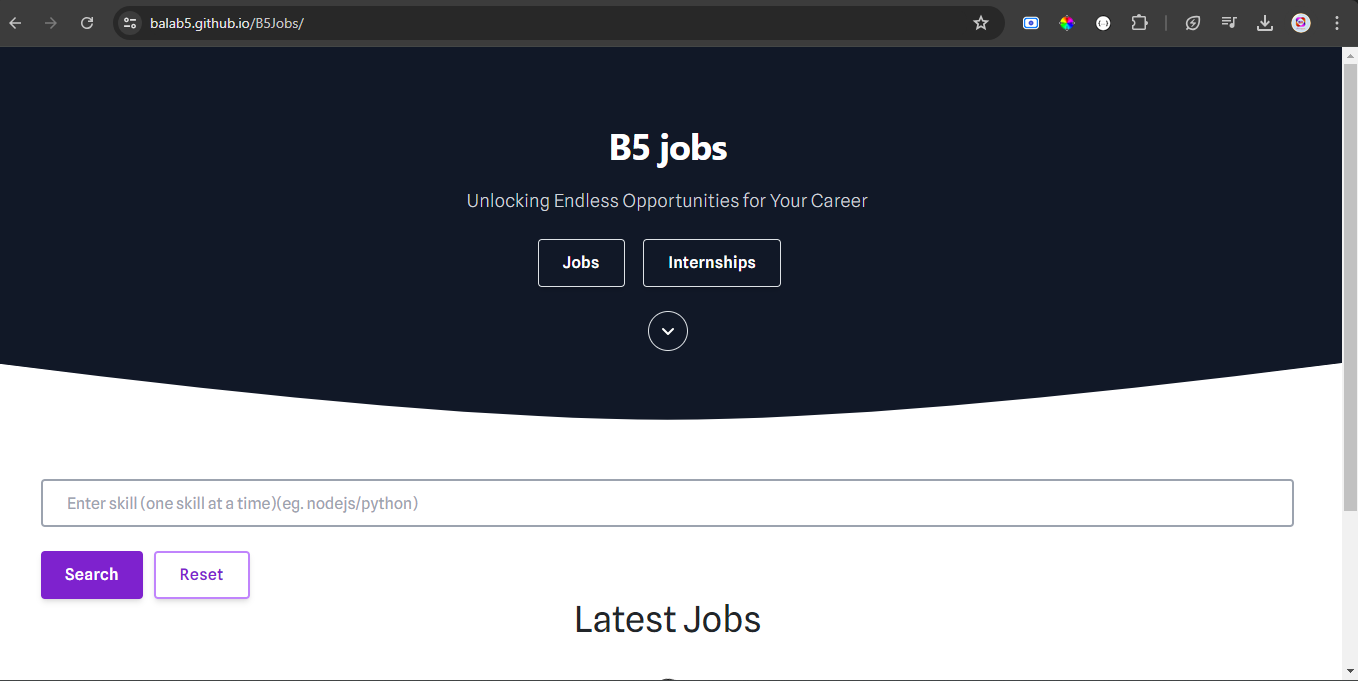 balab5.github.io/B5Jobs/
B5 jobs
Unlocking Endless Opportunities for Your Career
Jobs
Internships
Enter skill (one skill at a time)(eg. nodejs/python)
Search
Reset
Latest Jobs